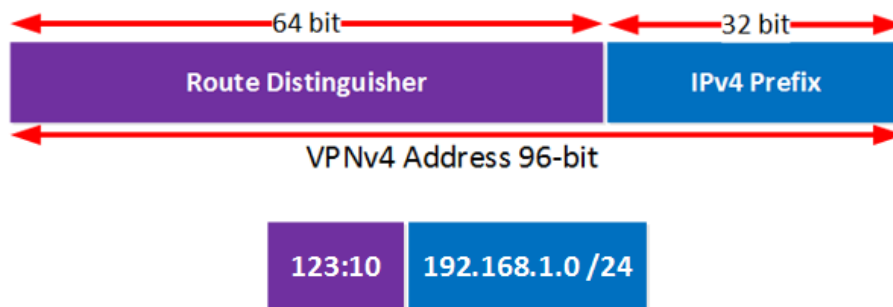 64 bit
32 bit
Route Distinguisher
IPv4 Prefix
VPNv4 Address 96-bit
123:10
192.168.1.0 /24